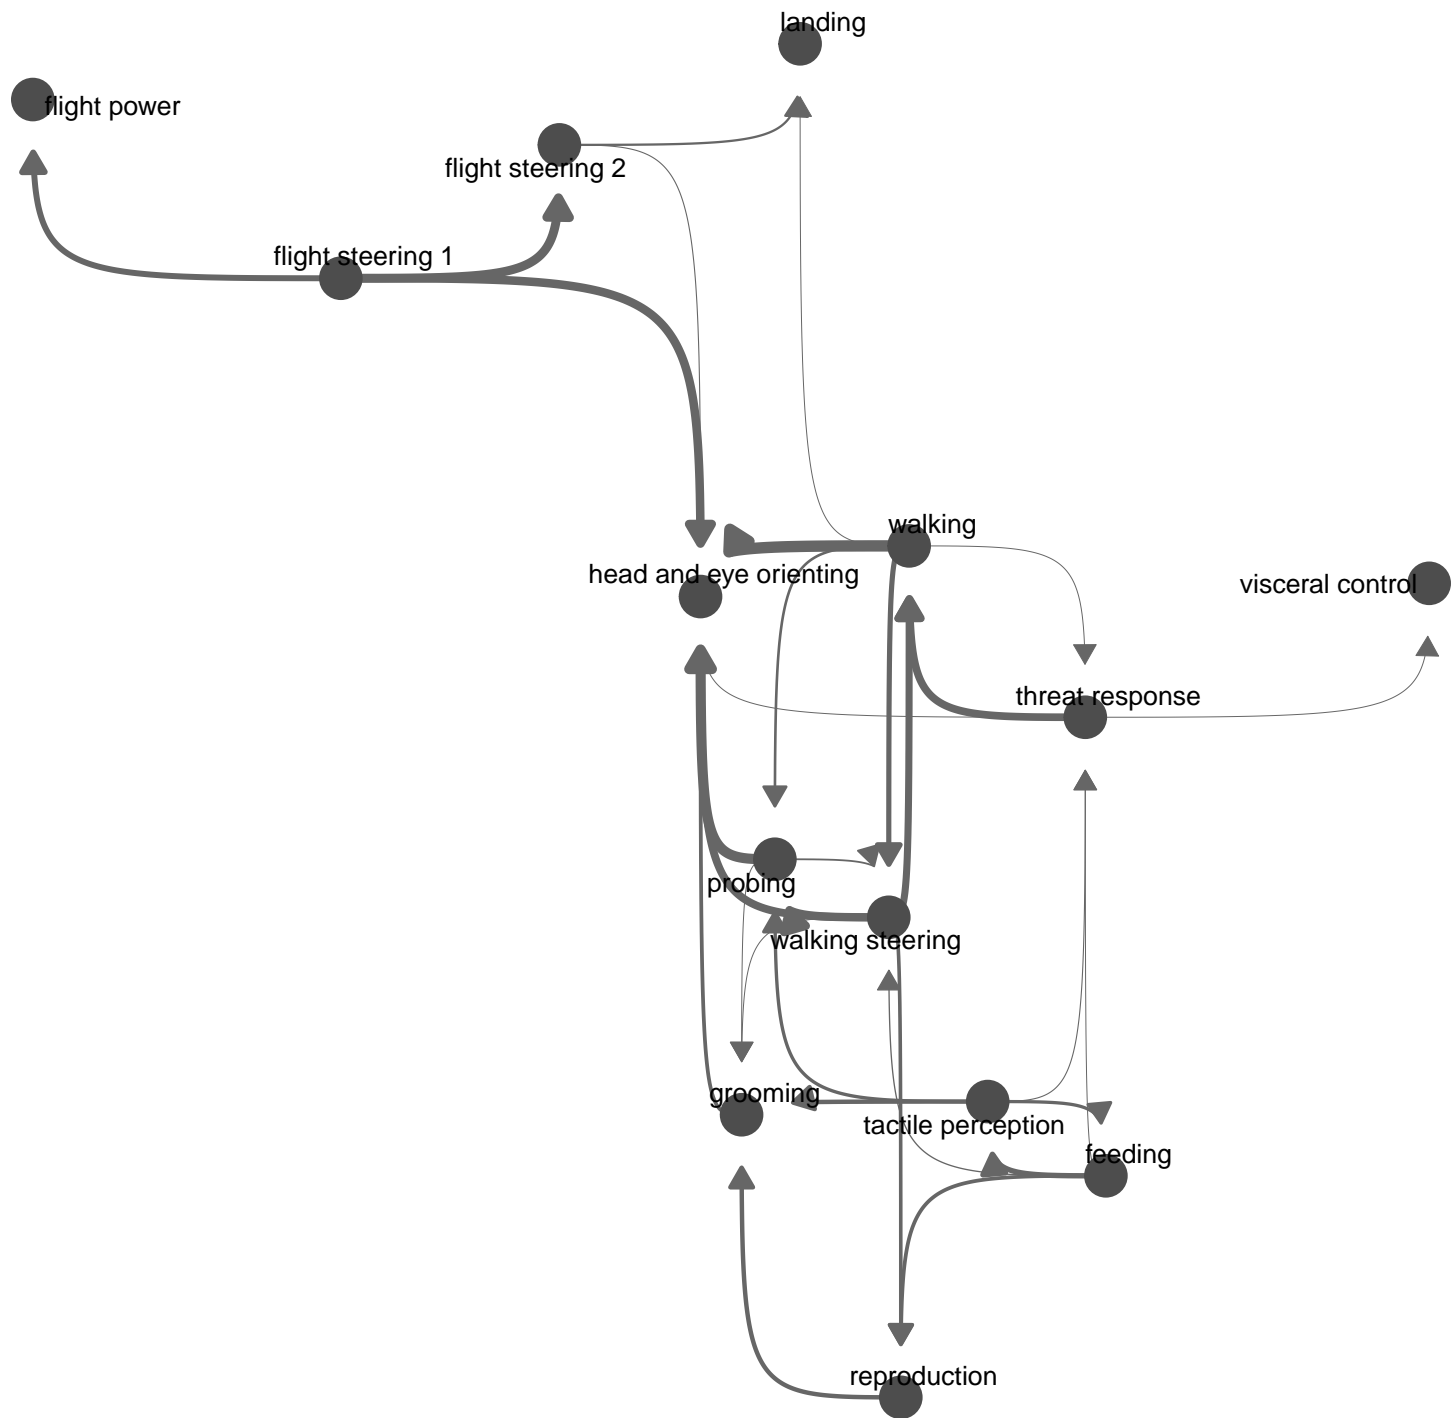 landing
flight power
flight steering 2
flight steering 1
walking
head and eye orienting
visceral control
threat response
probing
walking steering
grooming
tactile perception
feeding
reproduction